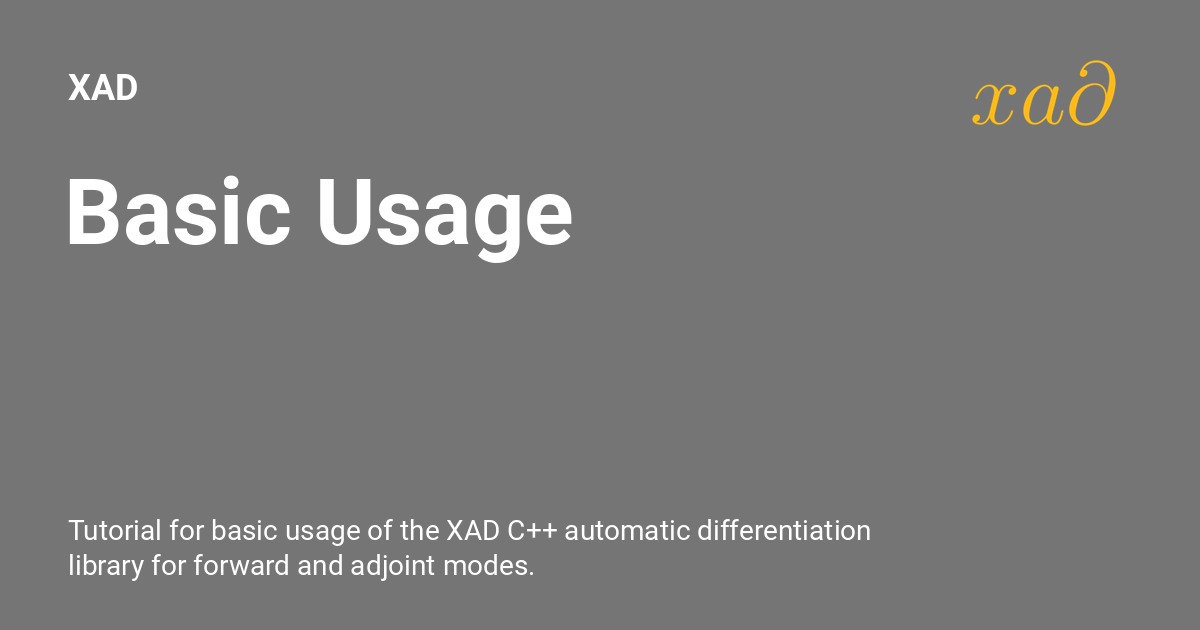 XAD
xa∂
Basic Usage
Tutorial for basic usage of the XAD C++ automatic differentiation
library for forward and adjoint modes.